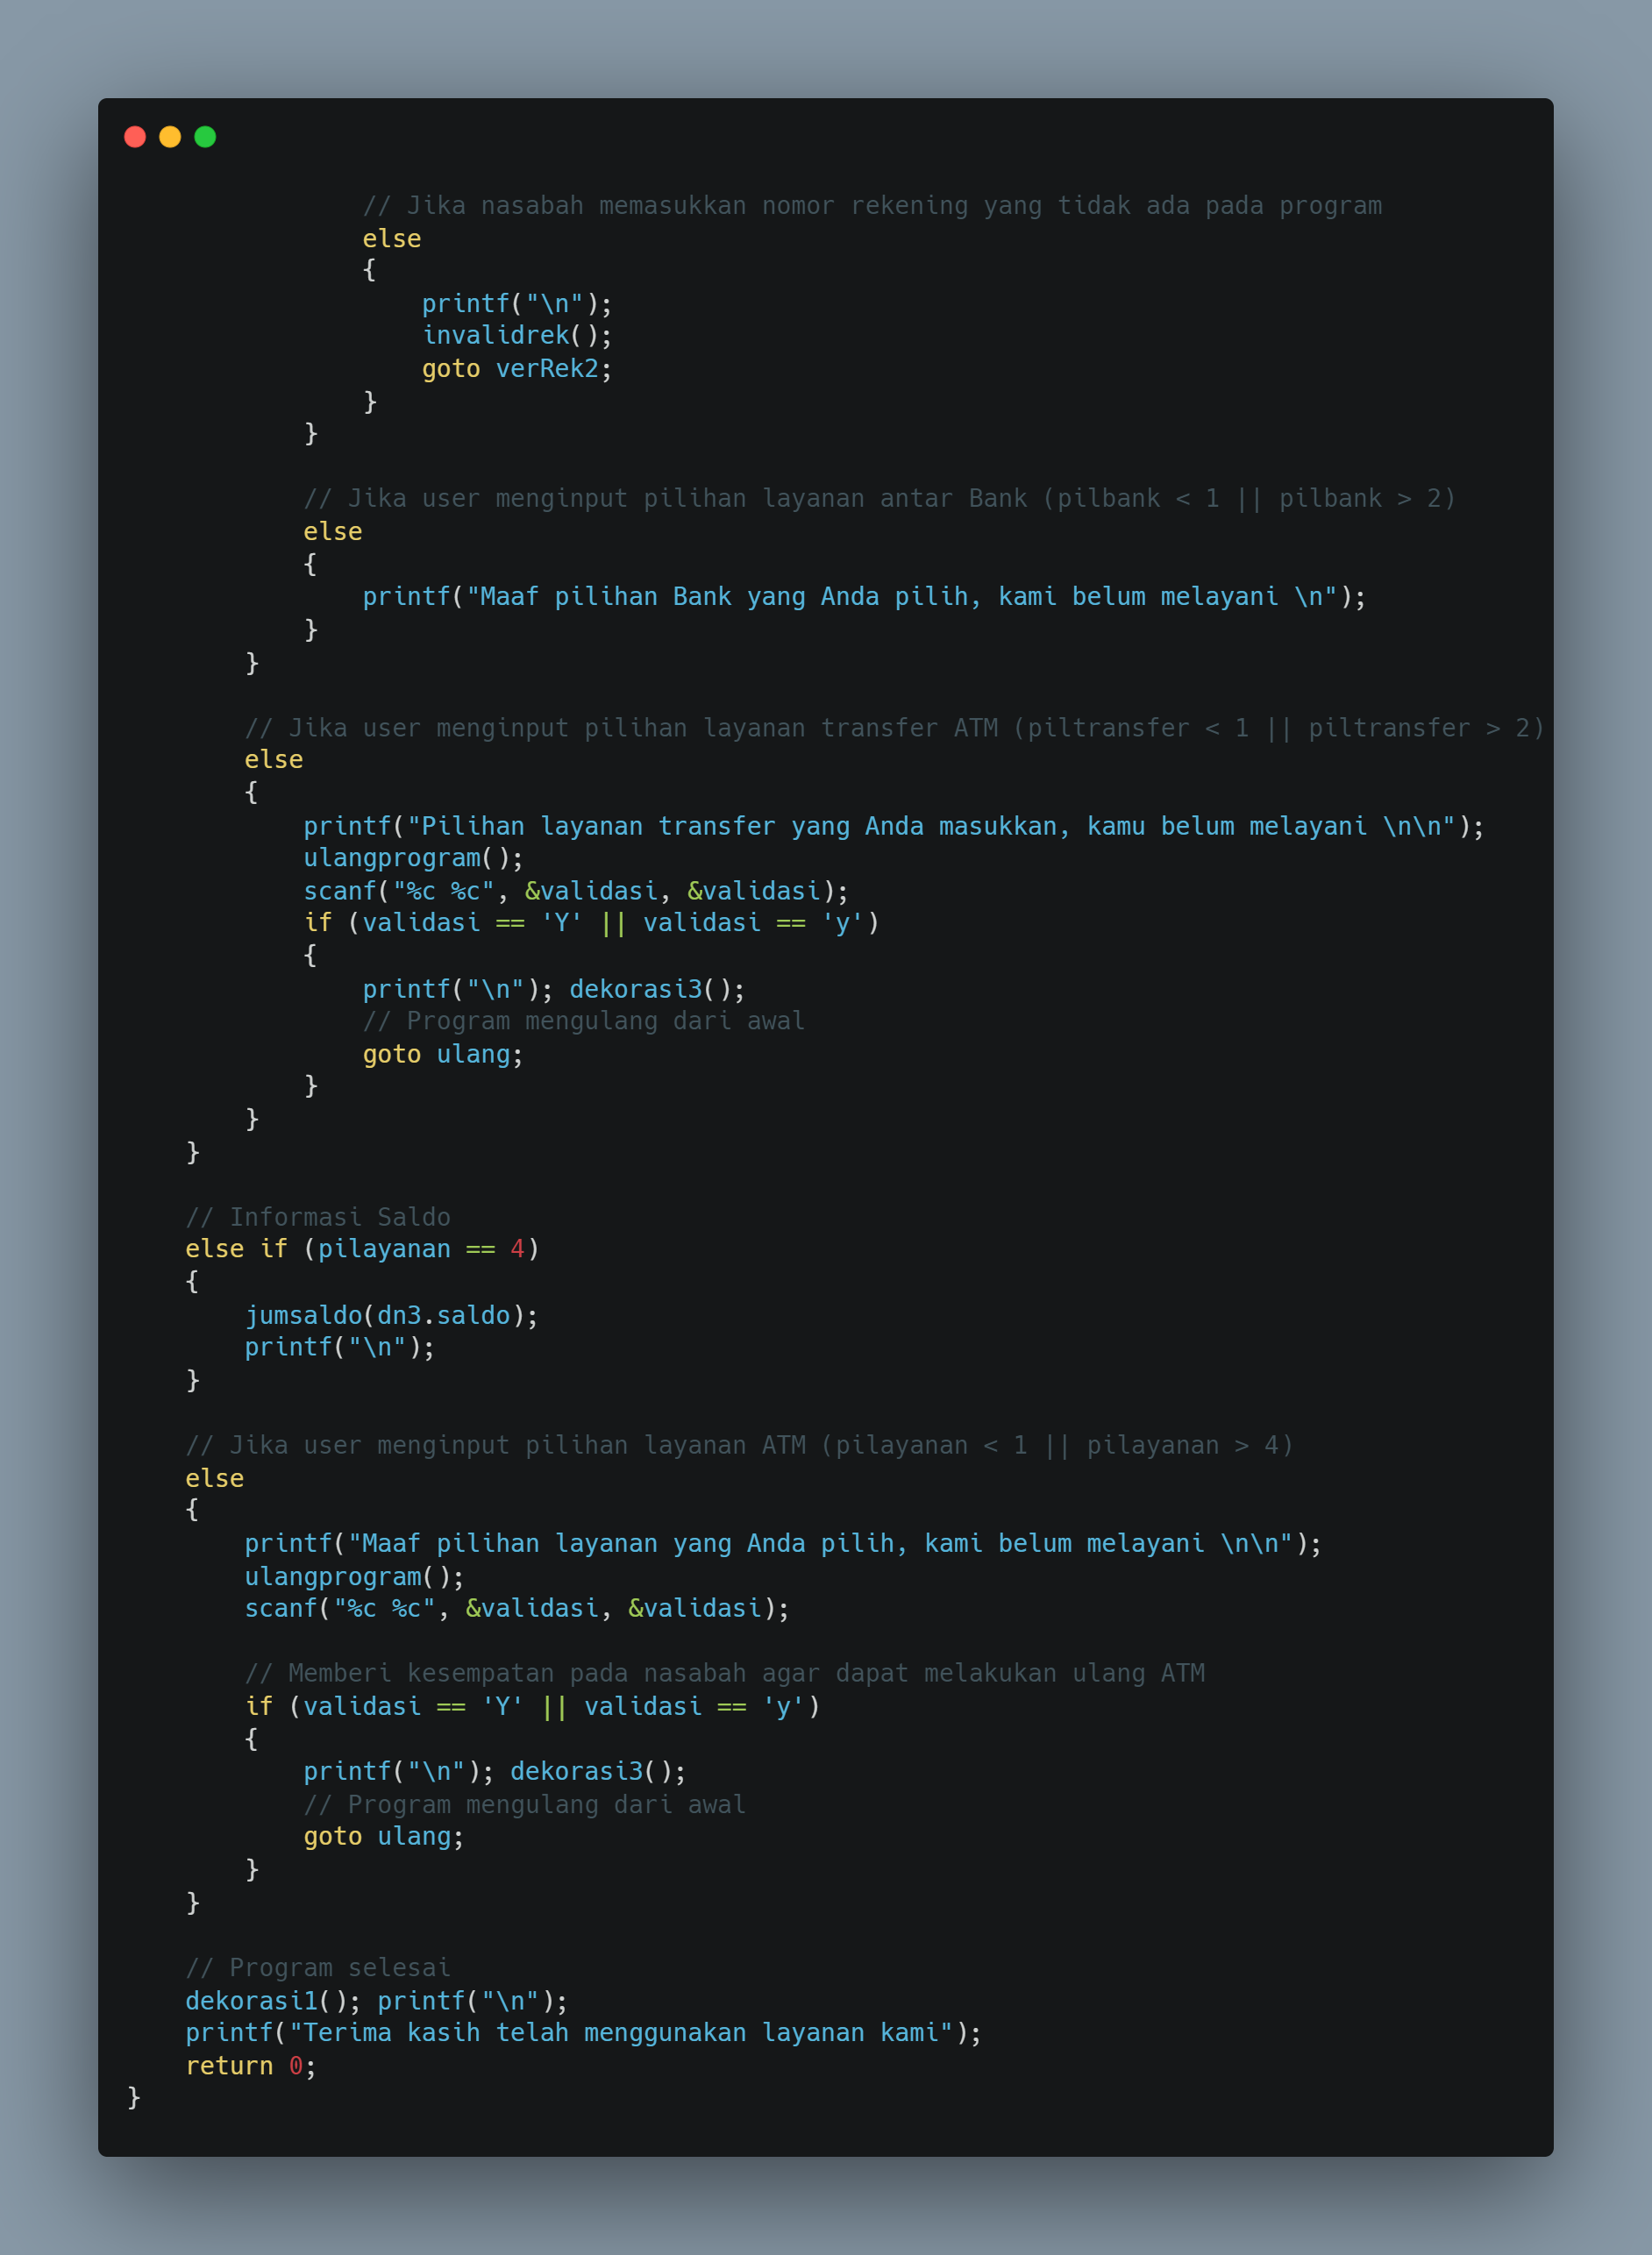 // Jika nasabah memasukkan nomor rekening yang tidak ada pada program
                else
                {
                    printf("\n");
                    invalidrek();
                    goto verRek2;
                }
            }

            // Jika user menginput pilihan layanan antar Bank (pilbank < 1 || pilbank > 2)
            else
            {
                printf("Maaf pilihan Bank yang Anda pilih, kami belum melayani \n");
            }
        }

        // Jika user menginput pilihan layanan transfer ATM (piltransfer < 1 || piltransfer > 2)
        else
        {
            printf("Pilihan layanan transfer yang Anda masukkan, kamu belum melayani \n\n");
            ulangprogram();
            scanf("%c %c", &validasi, &validasi);
            if (validasi == 'Y' || validasi == 'y')
            {
                printf("\n"); dekorasi3();
                // Program mengulang dari awal
                goto ulang;
            }
        }
    }

    // Informasi Saldo
    else if (pilayanan == 4)
    {
        jumsaldo(dn3.saldo);
        printf("\n");
    }

    // Jika user menginput pilihan layanan ATM (pilayanan < 1 || pilayanan > 4)
    else
    {
        printf("Maaf pilihan layanan yang Anda pilih, kami belum melayani \n\n");
        ulangprogram();
        scanf("%c %c", &validasi, &validasi);

        // Memberi kesempatan pada nasabah agar dapat melakukan ulang ATM
        if (validasi == 'Y' || validasi == 'y')
        {
            printf("\n"); dekorasi3();
            // Program mengulang dari awal
            goto ulang;
        }
    }

    // Program selesai
    dekorasi1(); printf("\n");
    printf("Terima kasih telah menggunakan layanan kami");
    return 0;
}